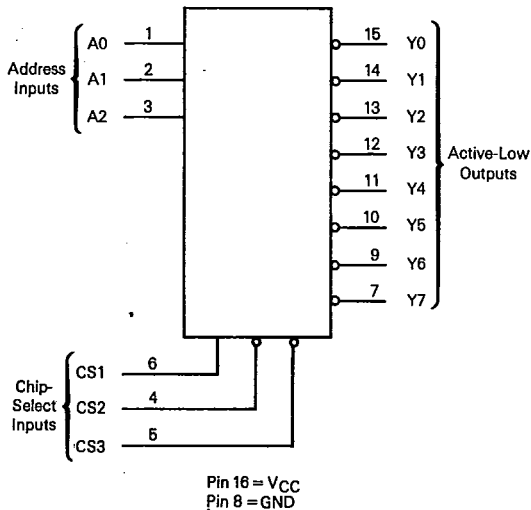 Address
Inputs
A0 1
A1 2
A2 3
15 Y0
14 Y1
13 Y2
12 Y3
11 Y4
10 Y5
9 Y6
7 Y7
Active-Low
Outputs
Chip-
Select
Inputs
CS1 6
CS2 4
CS3 5
Pin 16 = VCC
Pin 8 = GND